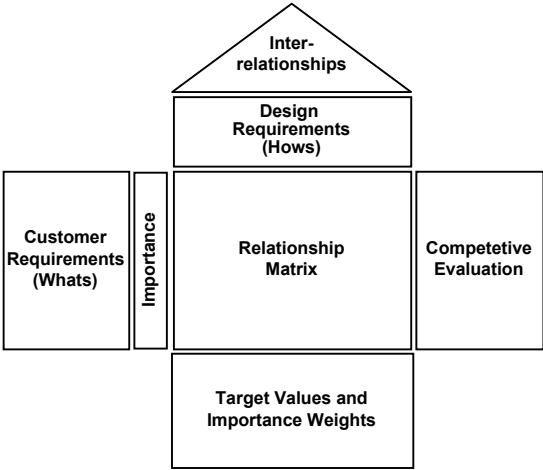 Inter-
relationships
Design
Requirements
(Hows)
Customer
Requirements
(Whats)
Importance
Relationship
Matrix
Competetive
Evaluation
Target Values and
Importance Weights